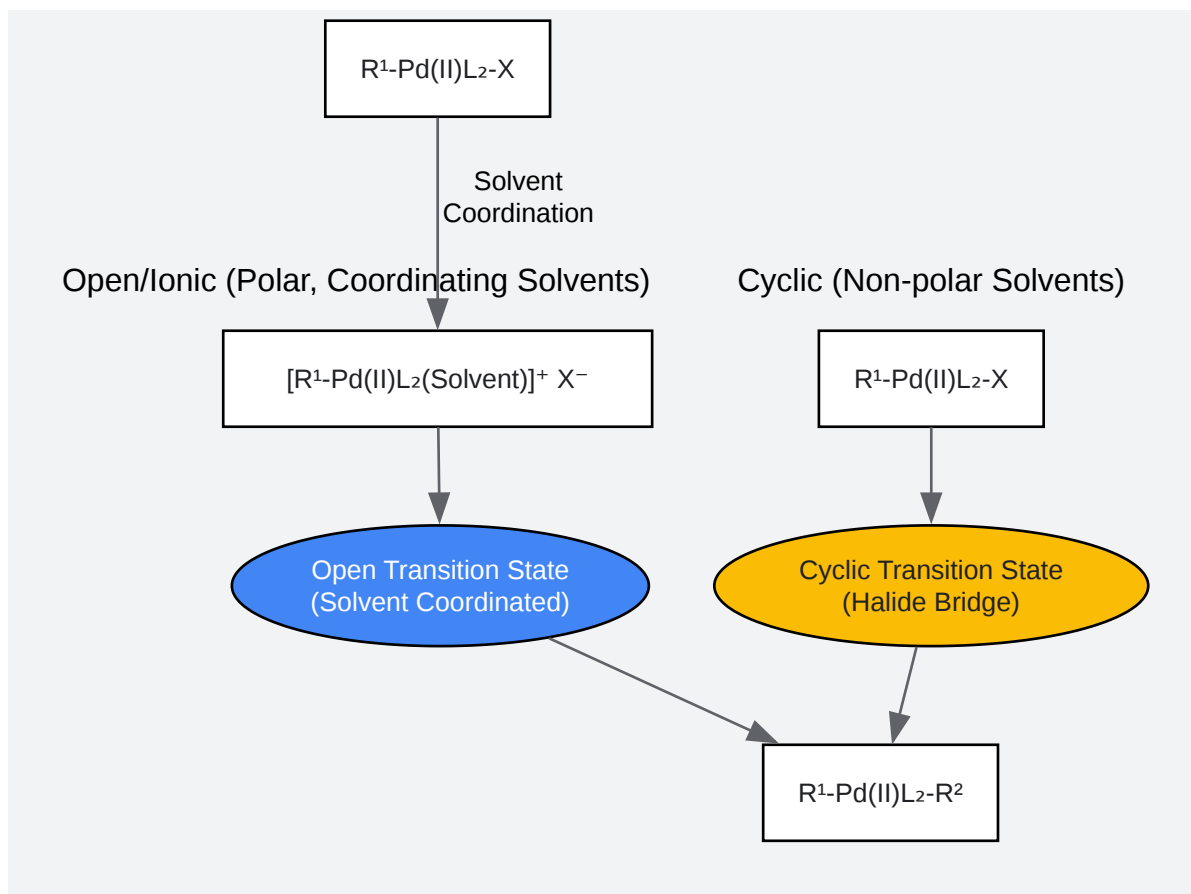 R¹-Pd(II)L₂-X
Solvent
Coordination
Open/Ionic (Polar, Coordinating Solvents)
Cyclic (Non-polar Solvents)
[R¹-Pd(II)L₂(Solvent)]⁺ X⁻
R¹-Pd(II)L₂-X
Open Transition State
(Solvent Coordinated)
Cyclic Transition State
(Halide Bridge)
R¹-Pd(II)L₂-R²